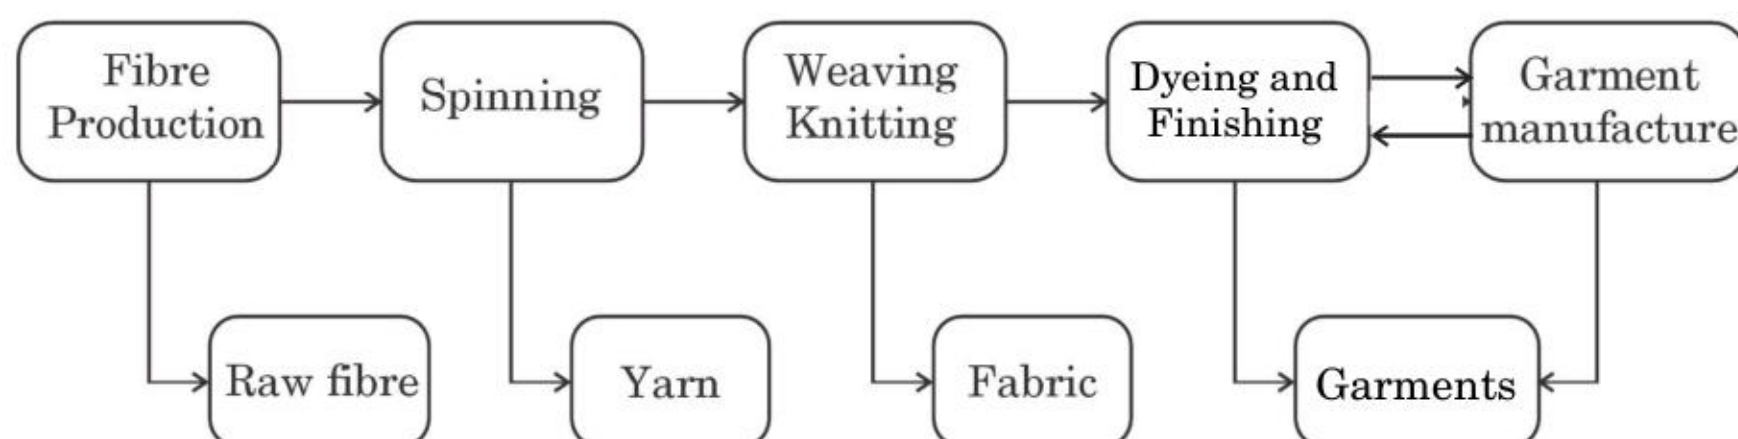 Fibre
Production
Spinning
Weaving
Knitting
Dyeing and
Finishing
Garment
manufacture
Raw fibre
Yarn
Fabric
Garments